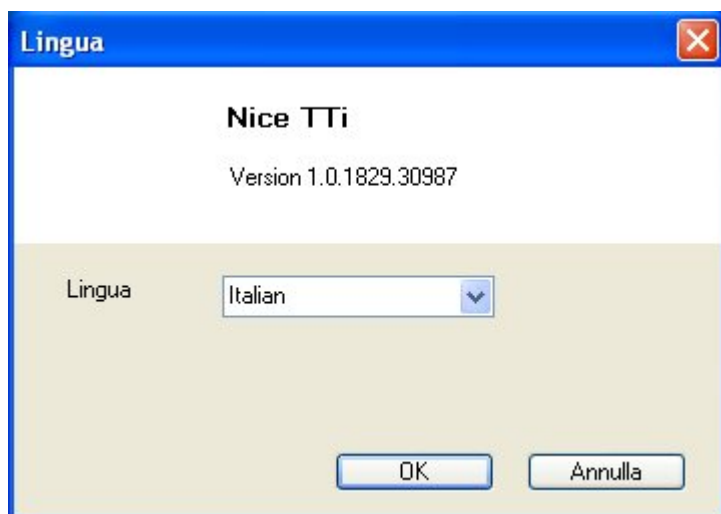 Lingua
Nice TTi
Version 1.0.1829.30987
Lingua Italian
OK Annulla